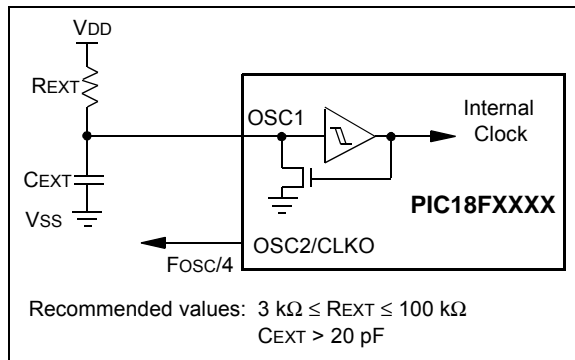 VDD
REXT
OSC1
Internal
Clock
CEXT
PIC18FXXXX
VSS
OSC2/CLKO
FOSC/4
Recommended values: 3 kΩ ≤ REXT ≤ 100 kΩ
CEXT > 20 pF